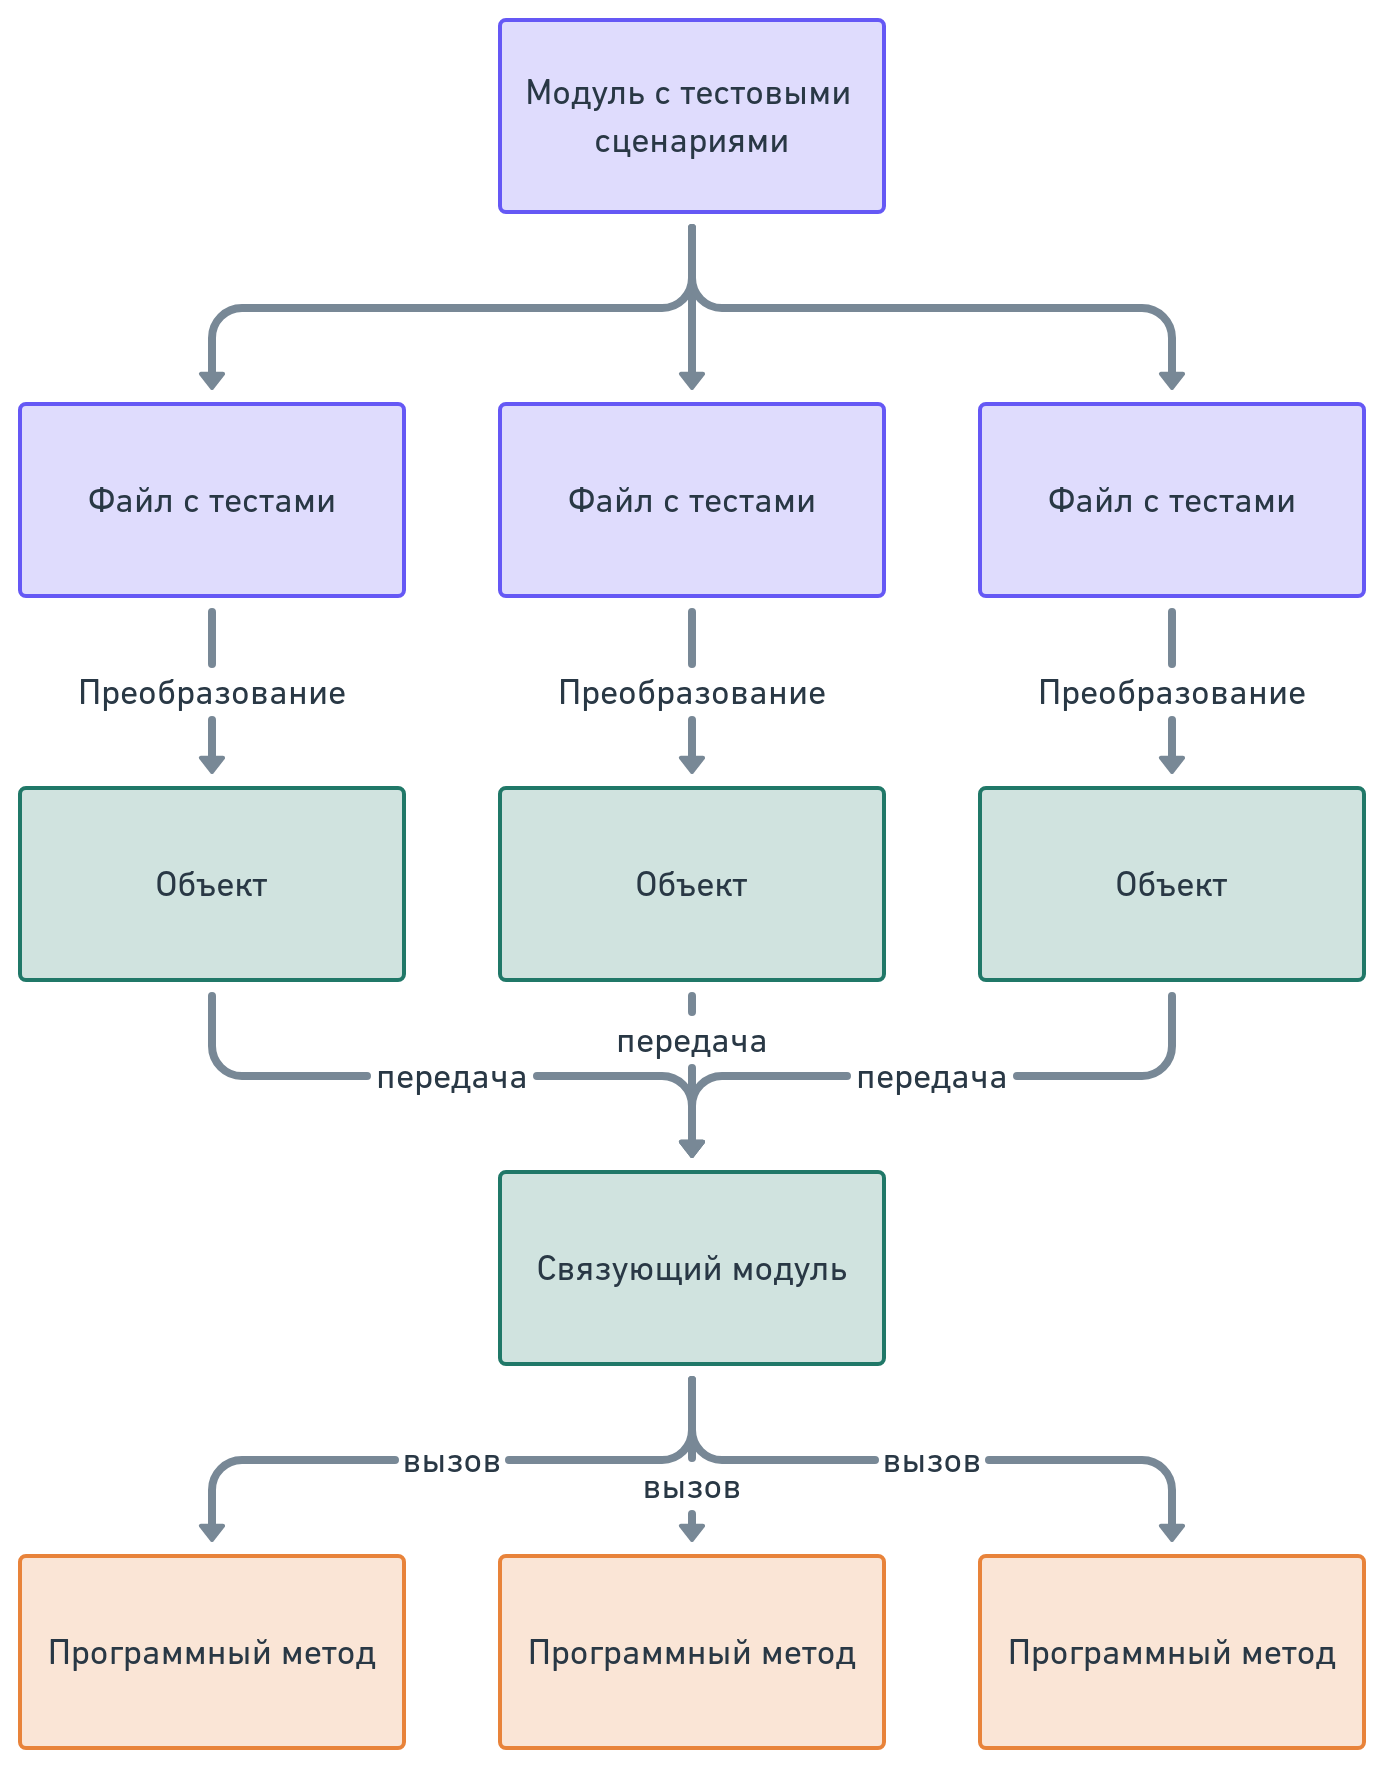 Модуль с тестовыми
сценариями
Файл с тестами
Файл с тестами
Файл с тестами
Преобразование
Преобразование
Преобразование
Объект
Объект
Объект
передача
передача
передача
Связующий модуль
вызов
вызов
вызов
Программный метод
Программный метод
Программный метод